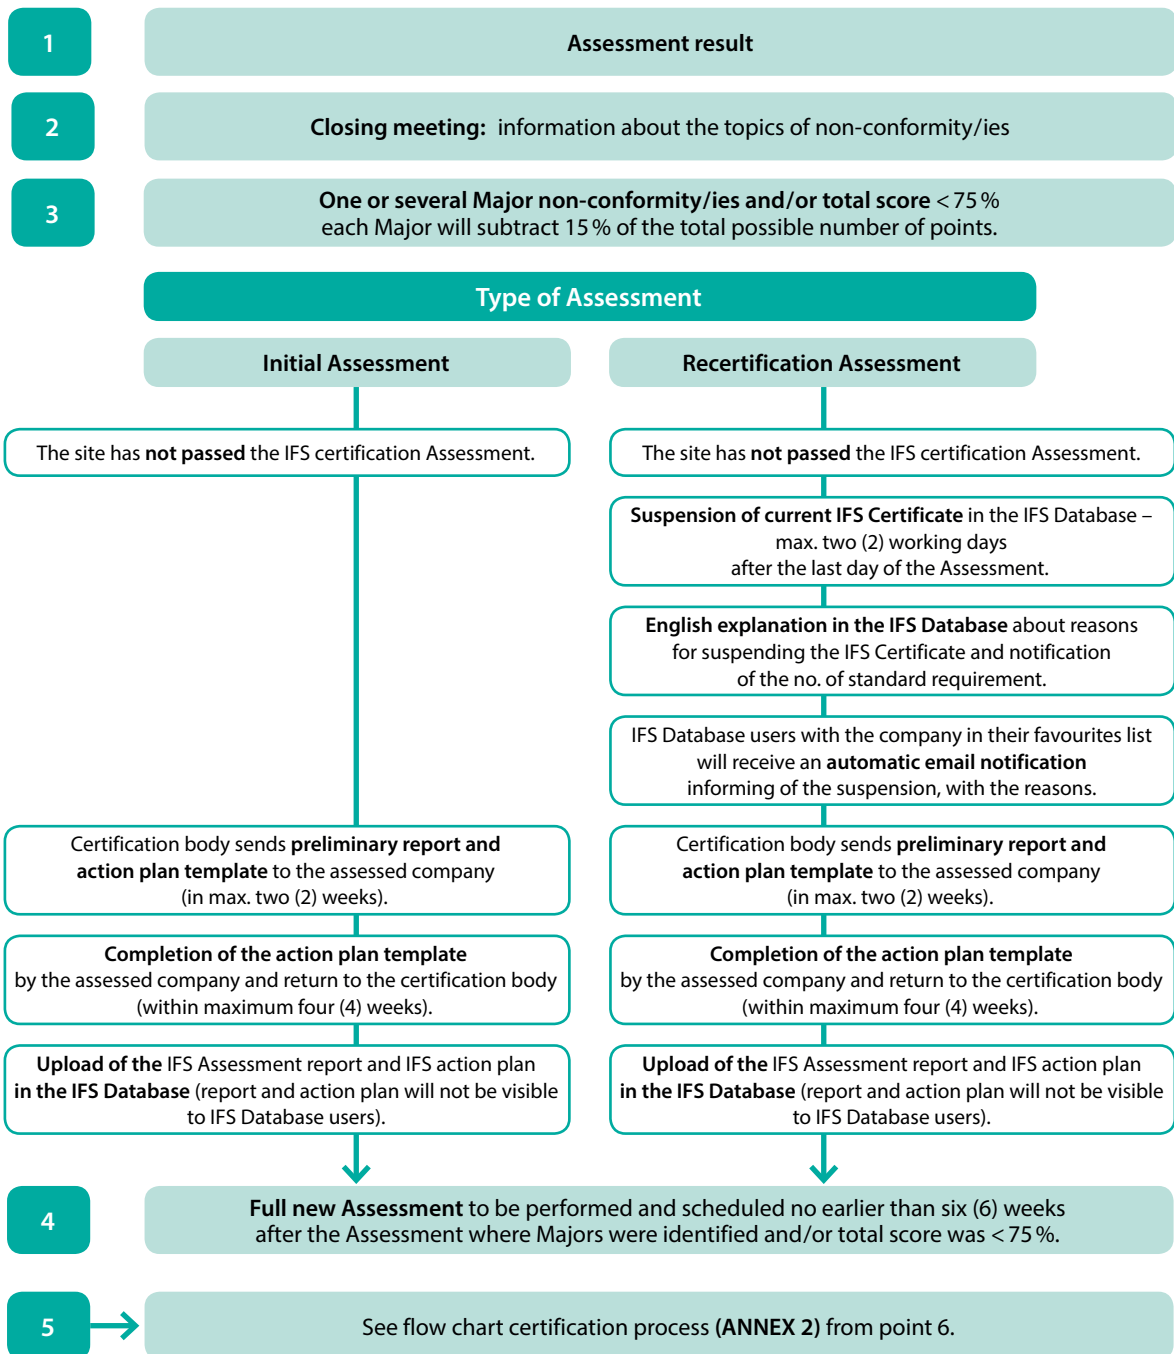 1
Assessment result
2
Closing meeting: information about the topics of non-conformity/ies
3
One or several Major non-conformity/ies and/or total score < 75 %
each Major will subtract 15 % of the total possible number of points.
Type of Assessment
Initial Assessment
The site has not passed the IFS certification Assessment.
Certification body sends preliminary report and
action plan template to the assessed company
(in max. two (2) weeks).
Completion of the action plan template
by the assessed company and return to the certification body
(within maximum four (4) weeks).
Upload of the IFS Assessment report and IFS action plan
in the IFS Database (report and action plan will not be visible
to IFS Database users).
Recertification Assessment
The site has not passed the IFS certification Assessment.
Suspension of current IFS Certificate in the IFS Database –
max. two (2) working days
after the last day of the Assessment.
English explanation in the IFS Database about reasons
for suspending the IFS Certificate and notification
of the no. of standard requirement.
IFS Database users with the company in their favourites list
will receive an automatic email notification
informing of the suspension, with the reasons.
Certification body sends preliminary report and
action plan template to the assessed company
(in max. two (2) weeks).
Completion of the action plan template
by the assessed company and return to the certification body
(within maximum four (4) weeks).
Upload of the IFS Assessment report and IFS action plan
in the IFS Database (report and action plan will not be visible
to IFS Database users).
4
Full new Assessment to be performed and scheduled no earlier than six (6) weeks
after the Assessment where Majors were identified and/or total score was < 75 %.
5
See flow chart certification process (ANNEX 2) from point 6.